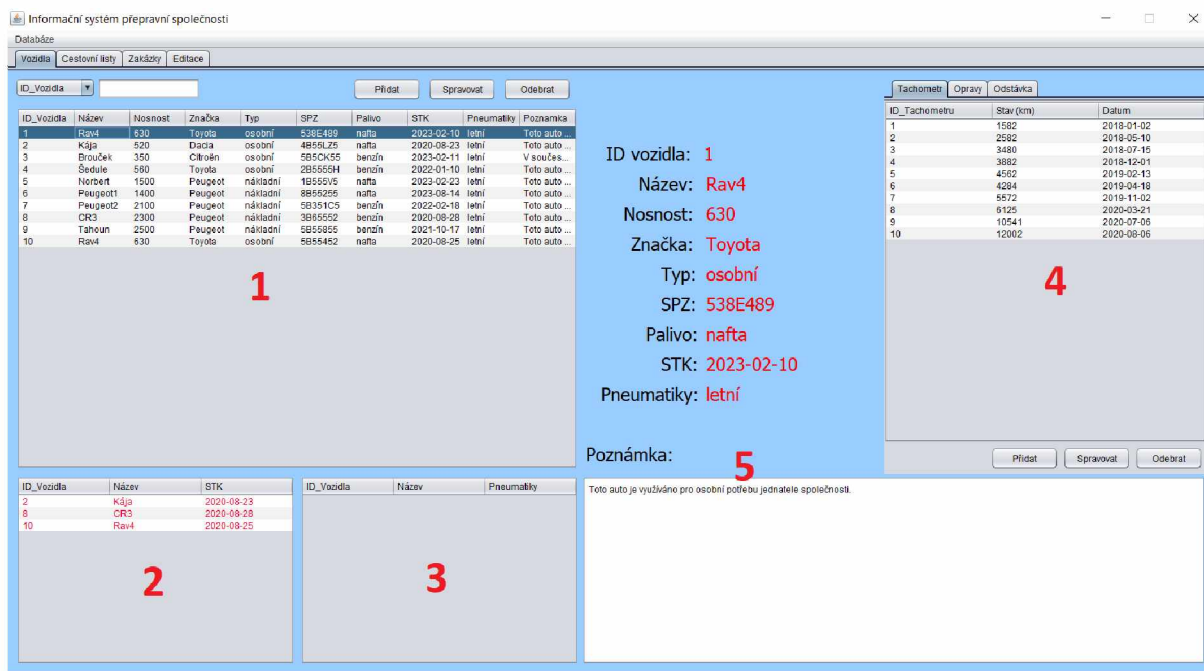 Informační systém přepravní společnosti
Databáze
Vozidla Cestovní listy Zakázky Editace
ID_Vozidla Přidat Spravovat Odebrat
ID_Vozidla Název Nosnost Značka Typ SPZ Palivo STK Pneumatiky Poznamka
1 Rav4 630 Toyota osobní 538E489 nafta 2023-02-10 letní Toto auto ...
2 Kája 520 Dacia osobní 4B55LZ5 nafta 2020-08-23 letní Toto auto ...
3 Brouček 350 Citroën osobní 5B5CK55 benzín 2023-02-11 letní V součes...
4 Šedule 560 Toyota osobní 2B5555H benzín 2022-01-10 letní Toto auto ...
5 Norbert 1500 Peugeot nákladní 1B555V5 nafta 2023-02-23 letní Toto auto ...
6 Peugeot1 1400 Peugeot nákladní 8B55255 nafta 2023-08-14 letní Toto auto ...
7 Peugeot2 2100 Peugeot nákladní 5B351C5 benzín 2022-02-18 letní Toto auto ...
8 CR3 2300 Peugeot nákladní 3B65552 benzín 2020-08-28 letní Toto auto ...
9 Tahoun 2500 Peugeot nákladní 5B55855 benzín 2021-10-17 letní Toto auto ...
10 Rav4 630 Toyota osobní 5B55452 nafta 2020-08-25 letní Toto auto ...
1
ID vozidla: 1
Název: Rav4
Nosnost: 630
Značka: Toyota
Typ: osobní
SPZ: 538E489
Palivo: nafta
STK: 2023-02-10
Pneumatiky: letní
Tachometr Opravy Odstávka
ID_Tachometru Stav (km) Datum
1 1582 2018-01-02
2 2582 2018-05-10
3 3480 2018-07-15
4 3882 2018-12-01
5 4562 2019-02-13
6 4284 2019-04-18
7 5572 2019-11-02
8 6125 2020-03-21
9 10541 2020-07-06
10 12002 2020-08-06
4
Přidat Spravovat Odebrat
ID_Vozidla Název STK
2 Kája 2020-08-23
8 CR3 2020-08-28
10 Rav4 2020-08-25
2
ID_Vozidla Název Pneumatiky
3
Poznámka:
5
Toto auto je využíváno pro osobní potřebu jednatele společnosti.